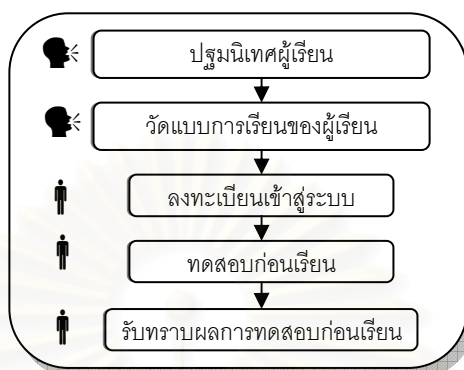 ปฐมนิเทศผู้เรียน
วัดแบบการเรียนของผู้เรียน
ลงทะเบียนเข้าสู่ระบบ
ทดสอบก่อนเรียน
รับทราบผลการทดสอบก่อนเรียน